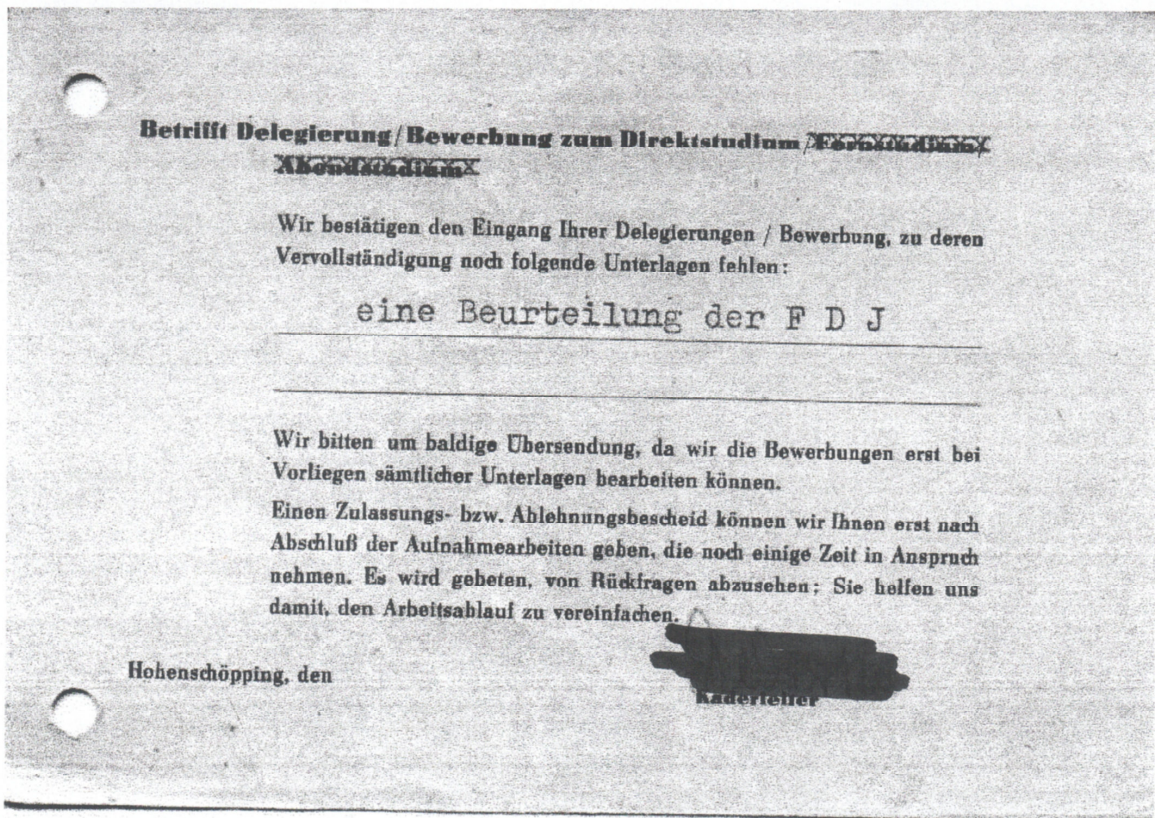 Betrifft Delegierung/Bewerbung zum Direktstudium/Fernstudium/
Abendstudium
Wir bestätigen den Eingang Ihrer Delegierungen / Bewerbung, zu deren
Vervollständigung noch folgende Unterlagen fehlen:
eine Beurteilung der F D J
Wir bitten um baldige Übersendung, da wir die Bewerbungen erst bei
Vorliegen sämtlicher Unterlagen bearbeiten können.
Einen Zulassungs- bzw. Ablehnungsbescheid können wir Ihnen erst nach
Abschluß der Aufnahmearbeiten geben, die noch einige Zeit in Anspruch
nehmen. Es wird gebeten, von Rückfragen abzusehen; Sie helfen uns
damit, den Arbeitsablauf zu vereinfachen.
Hohenschöpping, den
Kaderleiter